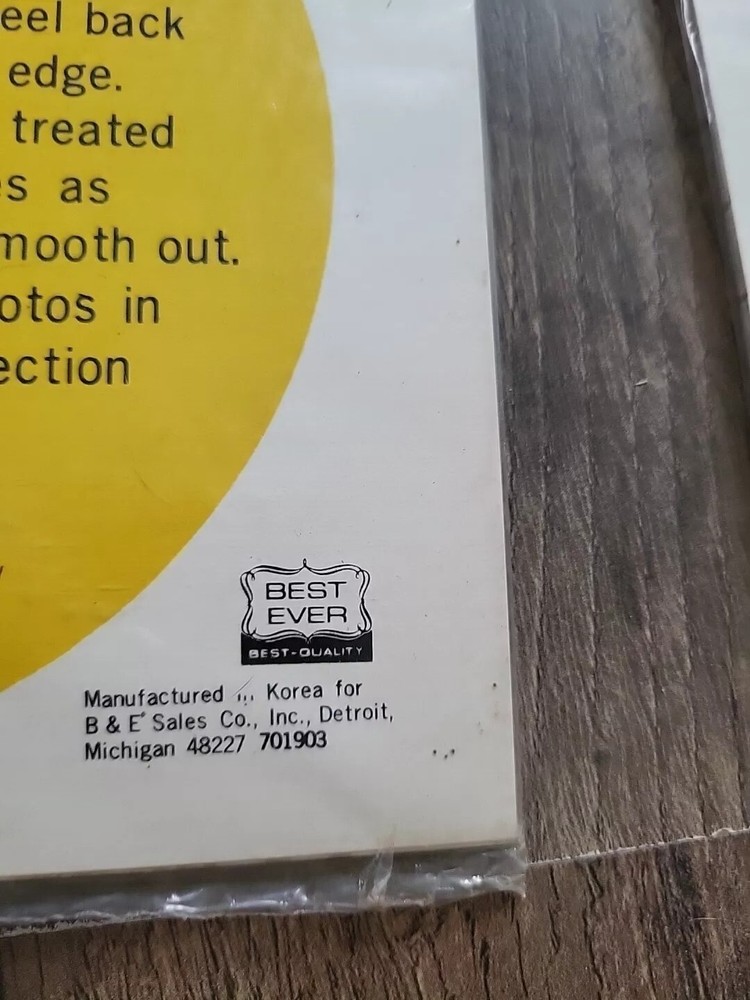 eel back
edge.
treated
s as
mooth out.
otos in
ection
BEST
EVER
BEST-QUALITY
Manufactured Korea for
B & E Sales Co., Inc., Detroit,
Michigan 48227 701903